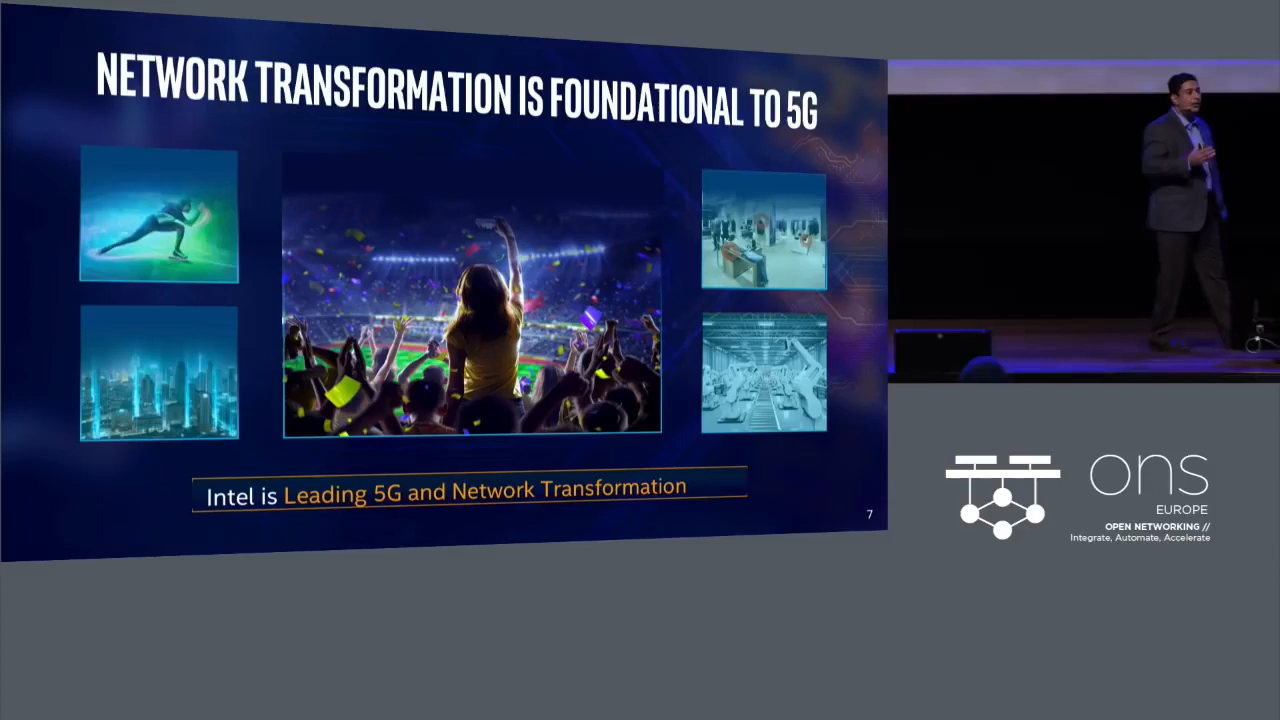 NETWORK TRANSFORMATION IS FOUNDATIONAL TO 5G
Intel is Leading 5G and Network Transformation
7
ons
EUROPE
OPEN NETWORKING //
Integrate, Automate, Accelerate